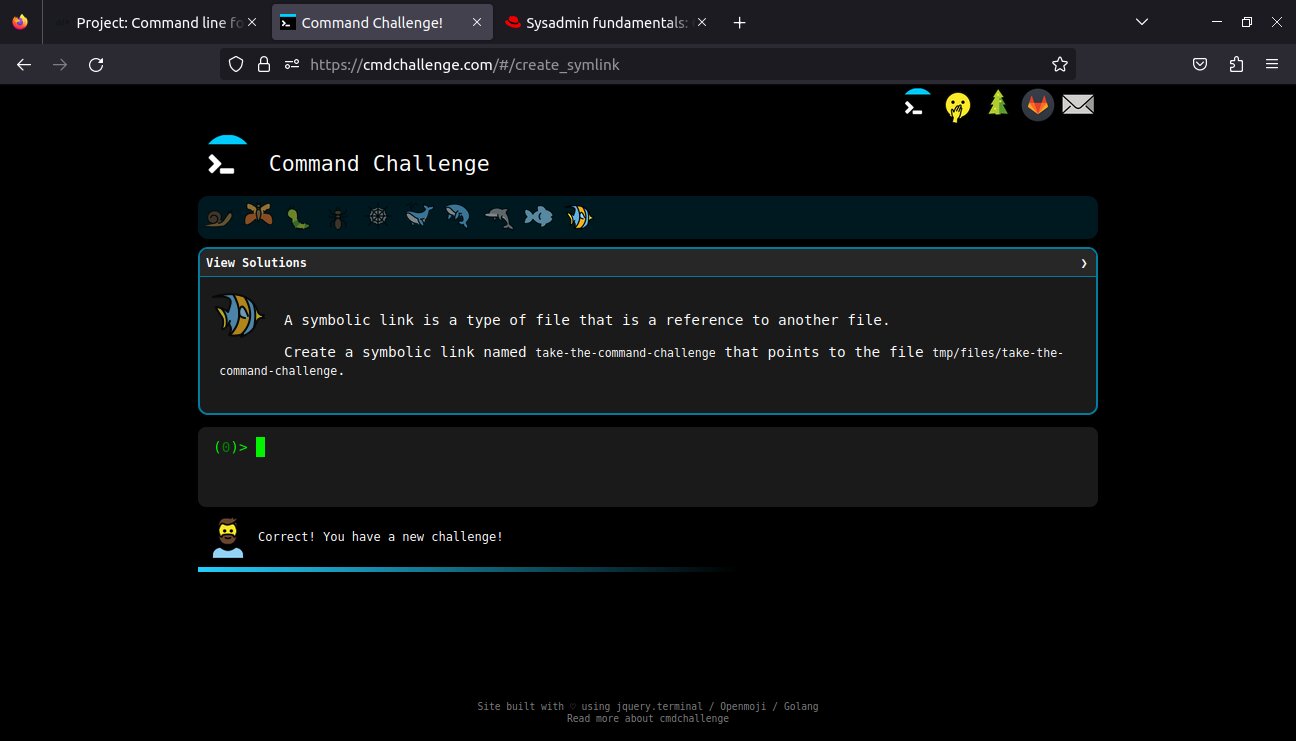 Project: Command line fo
Command Challenge!
Sysadmin fundamentals:
https://cmdchallenge.com/#/create_symlink
Command Challenge
View Solutions
A symbolic link is a type of file that is a reference to another file.
Create a symbolic link named take-the-command-challenge that points to the file tmp/files/take-the-
command-challenge.
(0)>
Correct! You have a new challenge!
Site built with ♡ using jquery.terminal / Openmoji / Golang
Read more about cmdchallenge